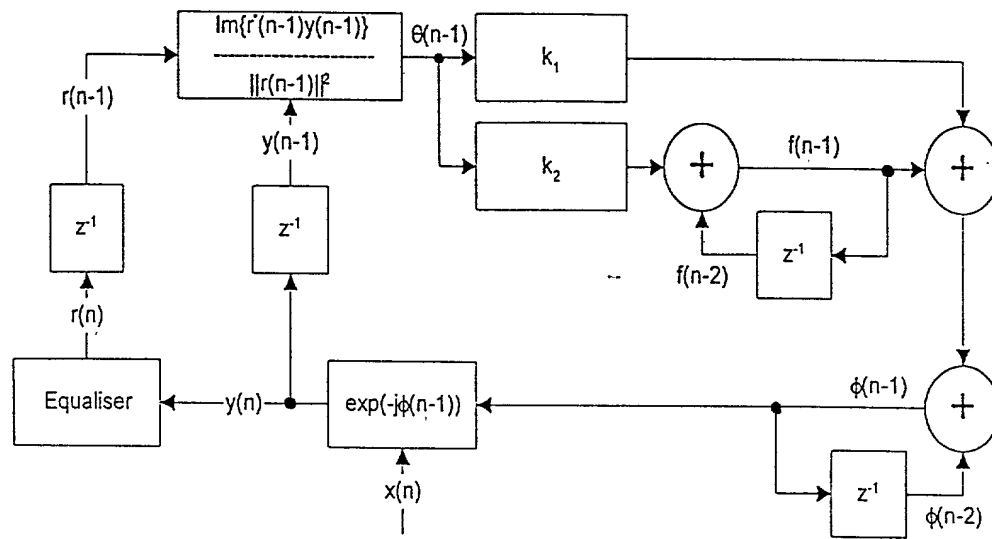 Im{r*(n-1)y(n-1)}
||r(n-1)||²
θ(n-1)
k₁
r(n-1)
y(n-1)
k₂
+
f(n-1)
+
z⁻¹
z⁻¹
f(n-2)
z⁻¹
r(n)
Equaliser
y(n)
exp(-jϕ(n-1))
ϕ(n-1)
+
x(n)
z⁻¹
ϕ(n-2)